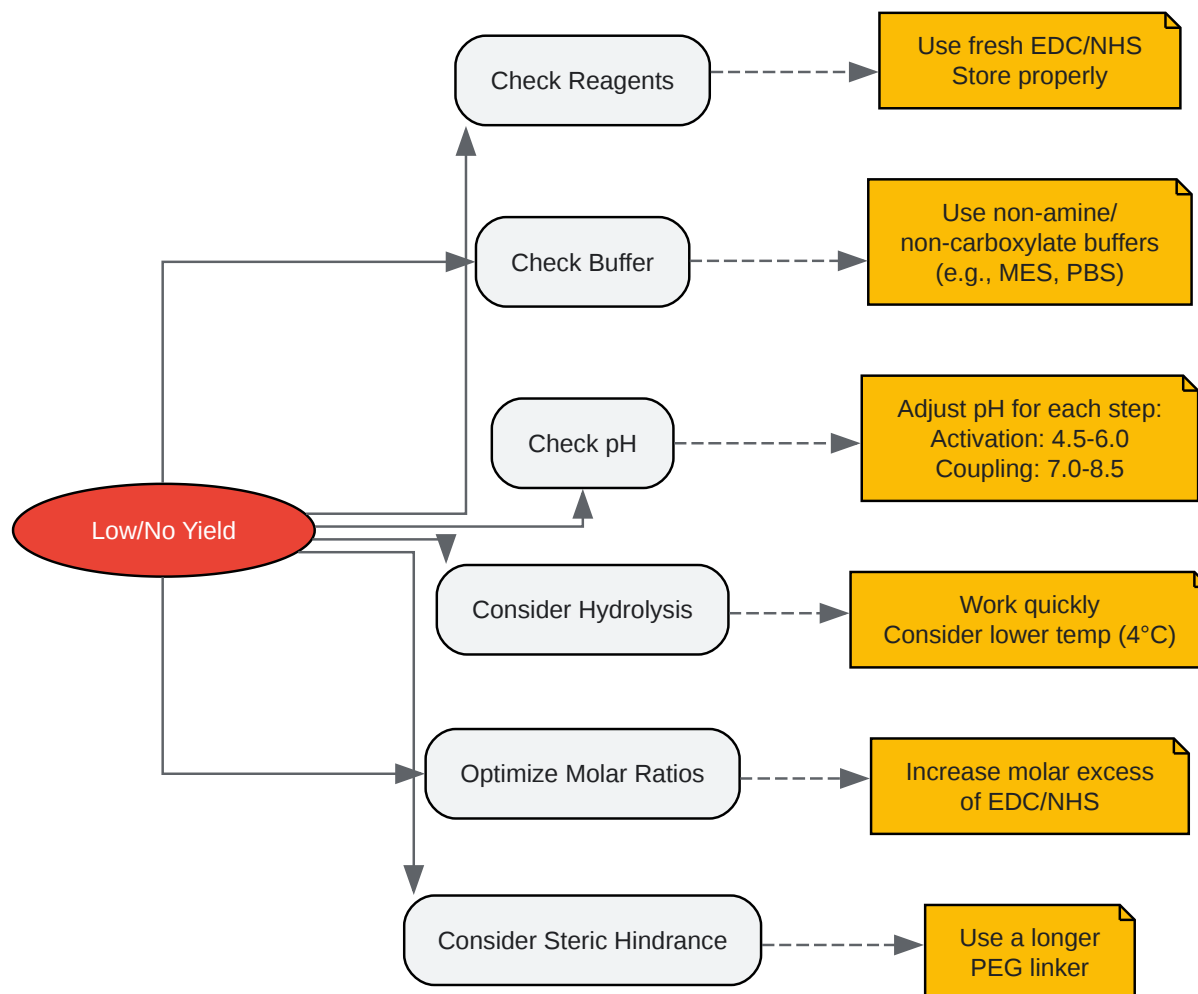 Check Reagents
Use fresh EDC/NHS
Store properly
Check Buffer
Use non-amine/
non-carboxylate buffers
(e.g., MES, PBS)
Check pH
Adjust pH for each step:
Activation: 4.5-6.0
Coupling: 7.0-8.5
Low/No Yield
Consider Hydrolysis
Work quickly
Consider lower temp (4°C)
Optimize Molar Ratios
Increase molar excess
of EDC/NHS
Consider Steric Hindrance
Use a longer
PEG linker